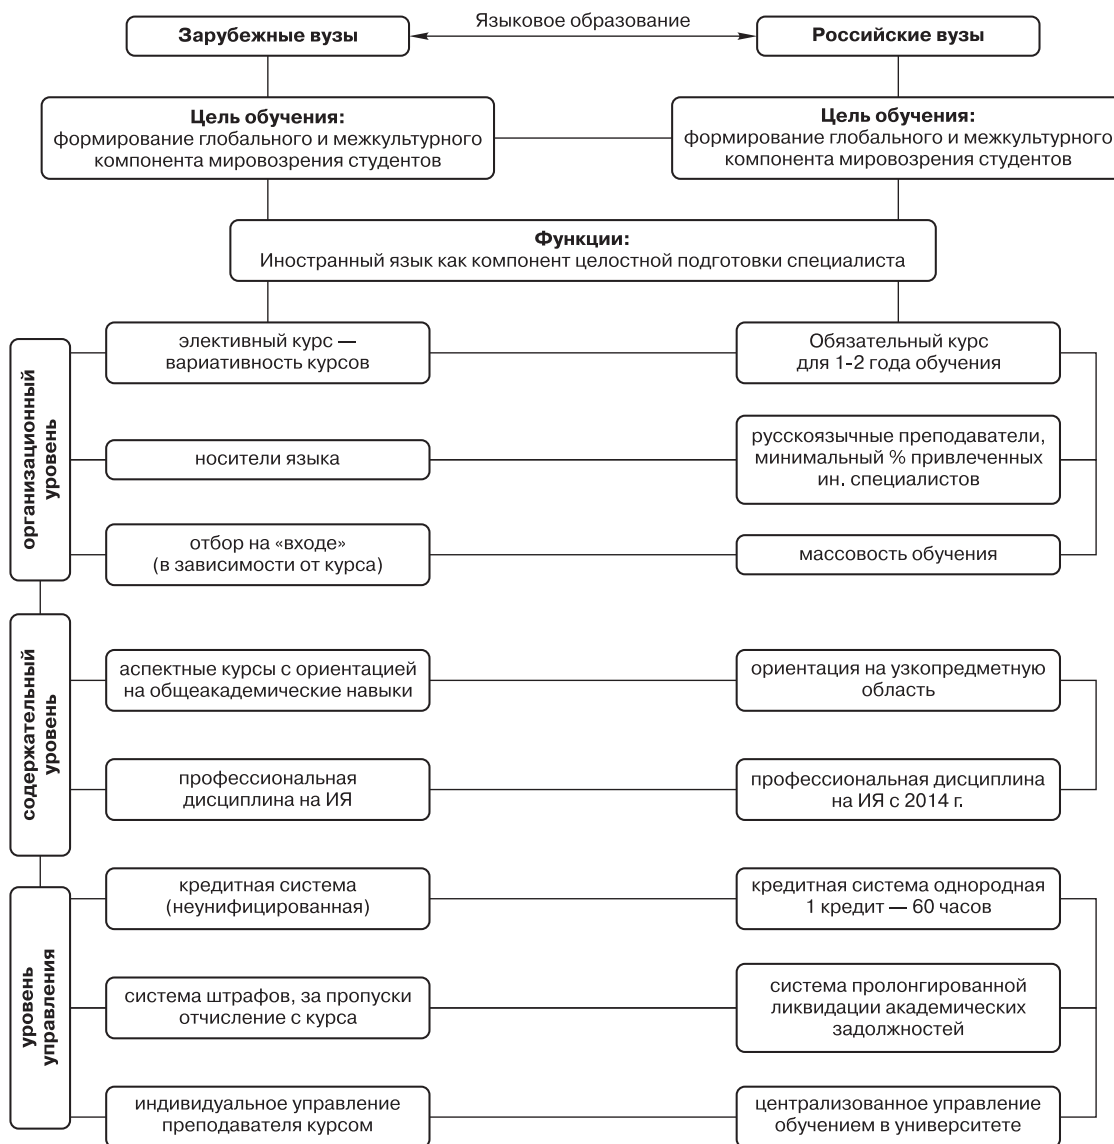 Языковое образование
Зарубежные вузы
Российские вузы
Цель обучения:
формирование глобального и межкультурного
компонента мировозрения студентов
Цель обучения:
формирование глобального и межкультурного
компонента мировозрения студентов
Функции:
Иностранный язык как компонент целостной подготовки специалиста
организационный
уровень
элективный курс —
вариативность курсов
Обязательный курс
для 1-2 года обучения
носители языка
русскоязычные преподаватели,
минимальный % привлеченных
ин. специалистов
отбор на «входе»
(в зависимости от курса)
массовость обучения
содержательный
уровень
аспектные курсы с ориентацией
на общеакадемические навыки
ориентация на узкопредметную
область
профессиональная
дисциплина на ИЯ
профессиональная дисциплина
на ИЯ с 2014 г.
уровень
управления
кредитная система
(неунифицированная)
кредитная система однородная
1 кредит — 60 часов
система штрафов, за пропуски
отчисление с курса
система пролонгированной
ликвидации академических
задолжностей
индивидуальное управление
преподавателя курсом
централизованное управление
обучением в университете